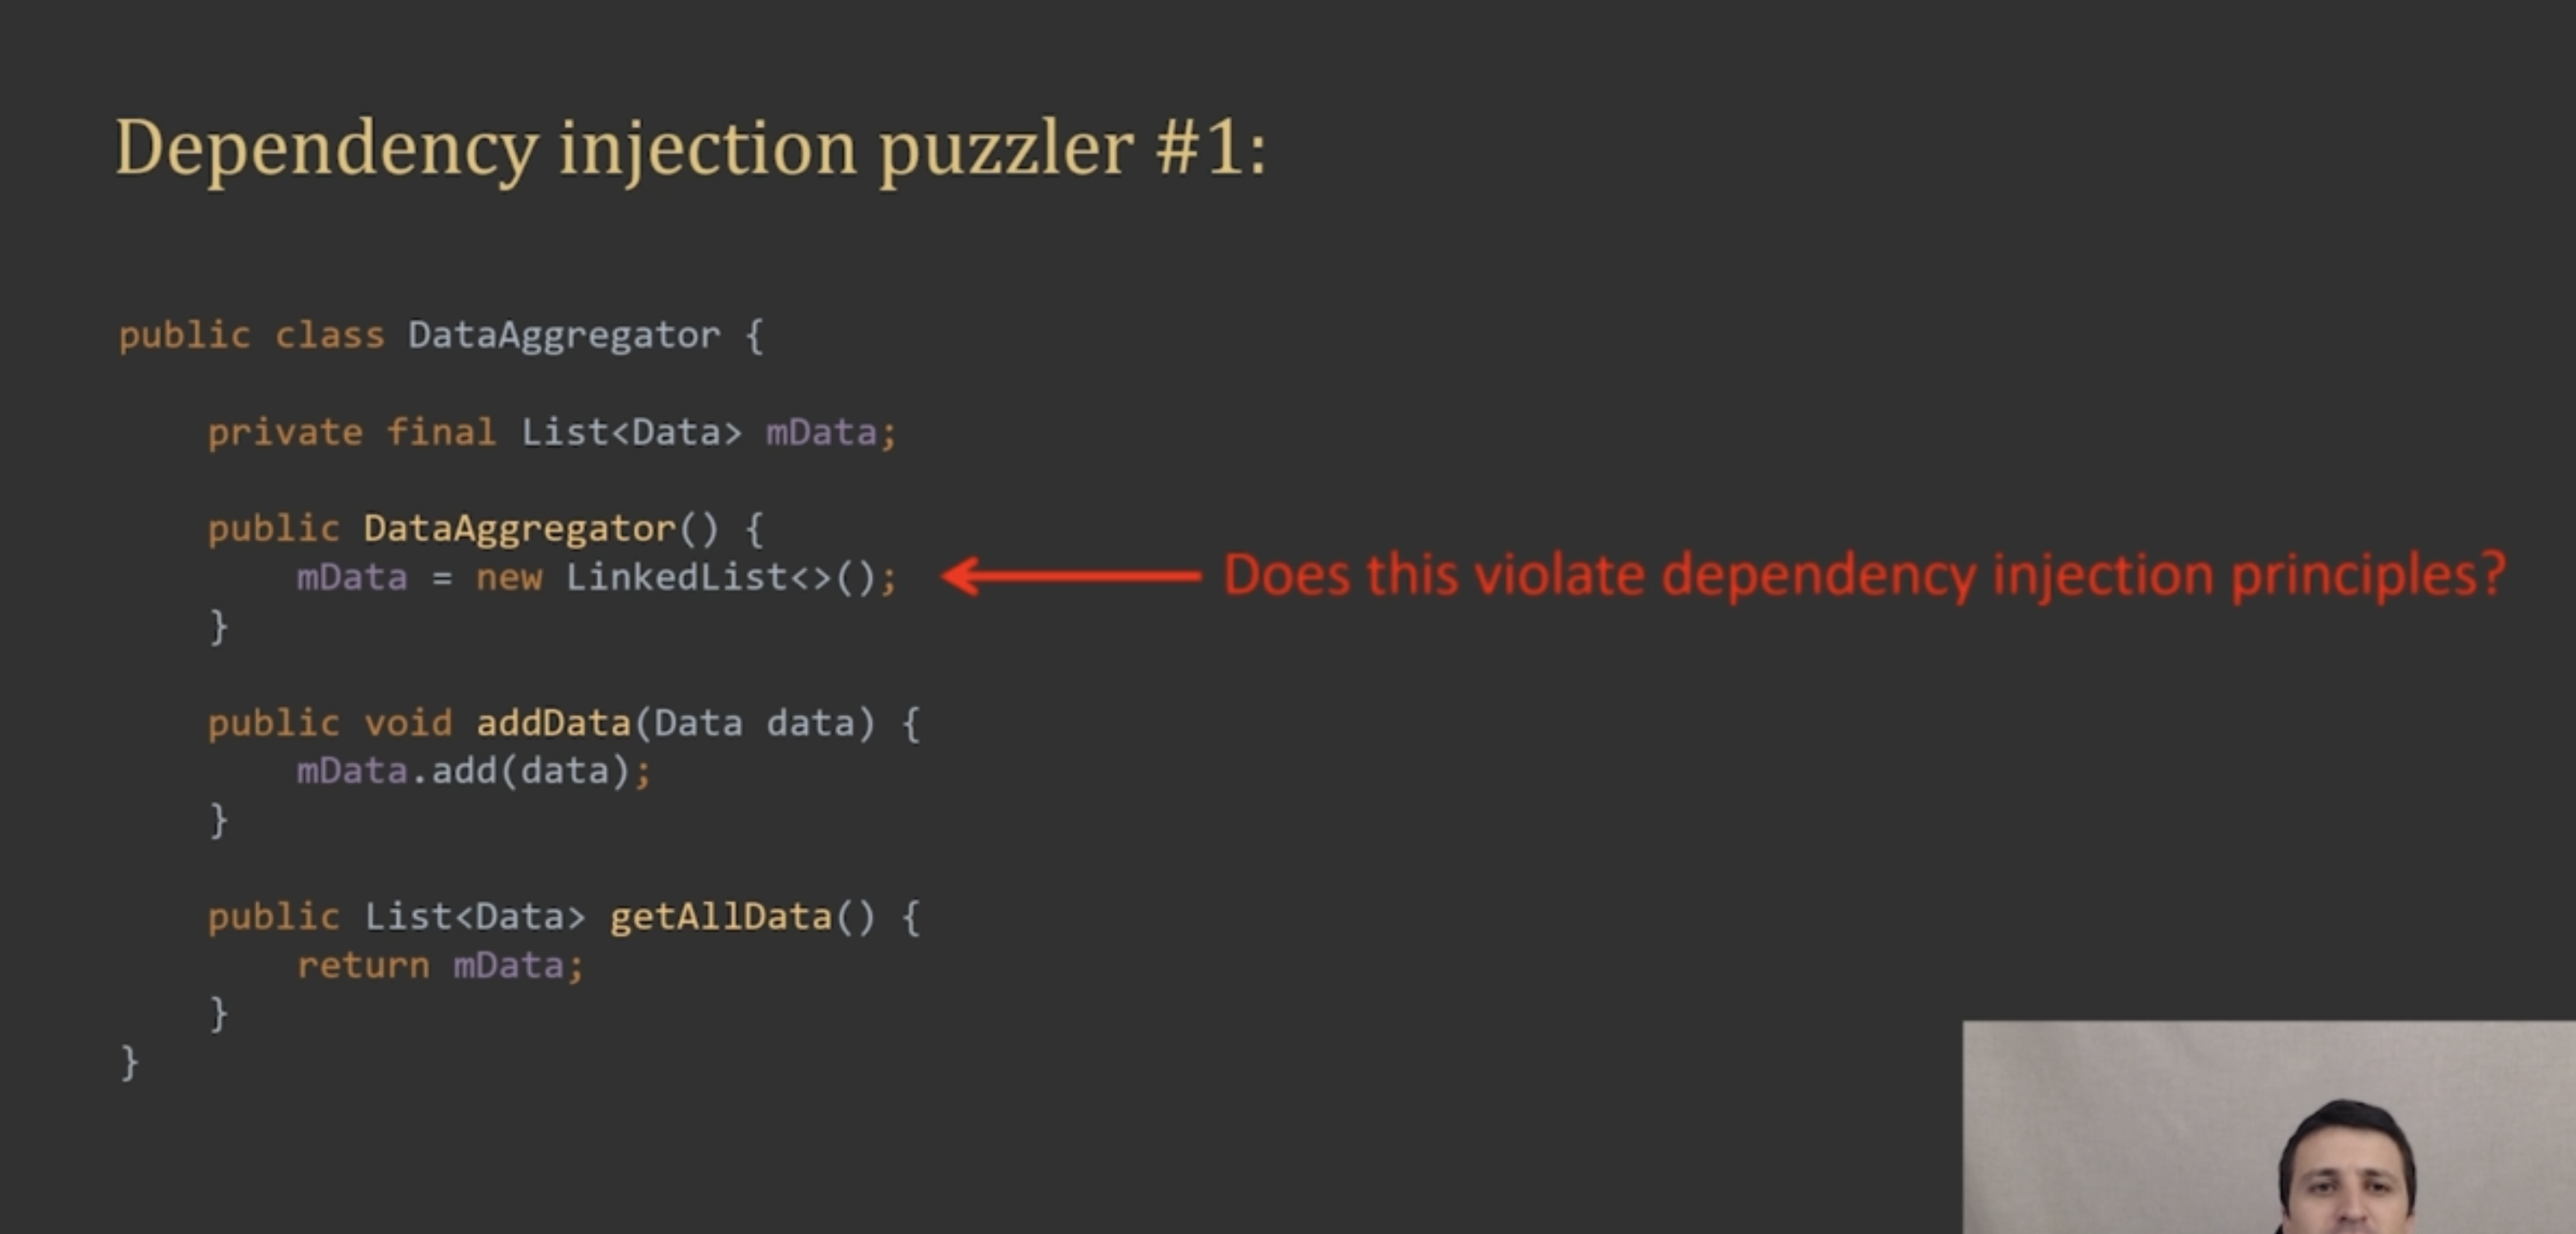 Dependency injection puzzler #1:
public class DataAggregator {
private final List<Data> mData;
public DataAggregator() {
mData = new LinkedList<>();
Does this violate dependency injection principles?
}
public void addData(Data data) {
mData.add(data);
}
public List<Data> getAllData() {
return mData;
}
}